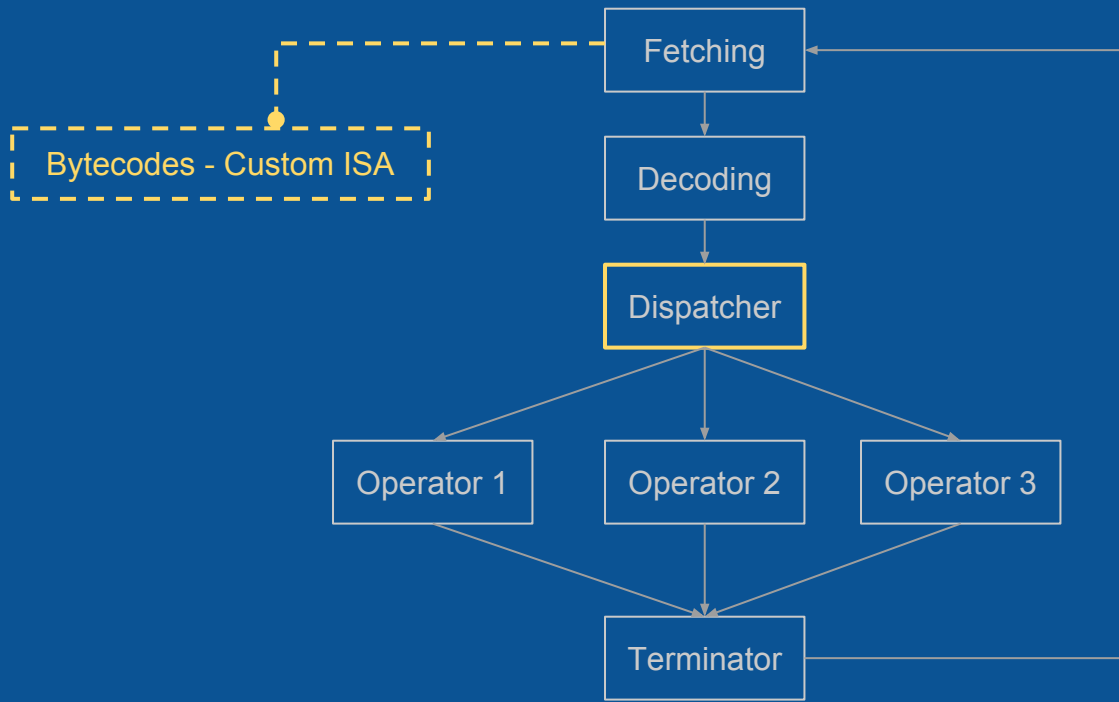 Fetching
Bytecodes - Custom ISA
Decoding
Dispatcher
Operator 1
Operator 2
Operator 3
Terminator